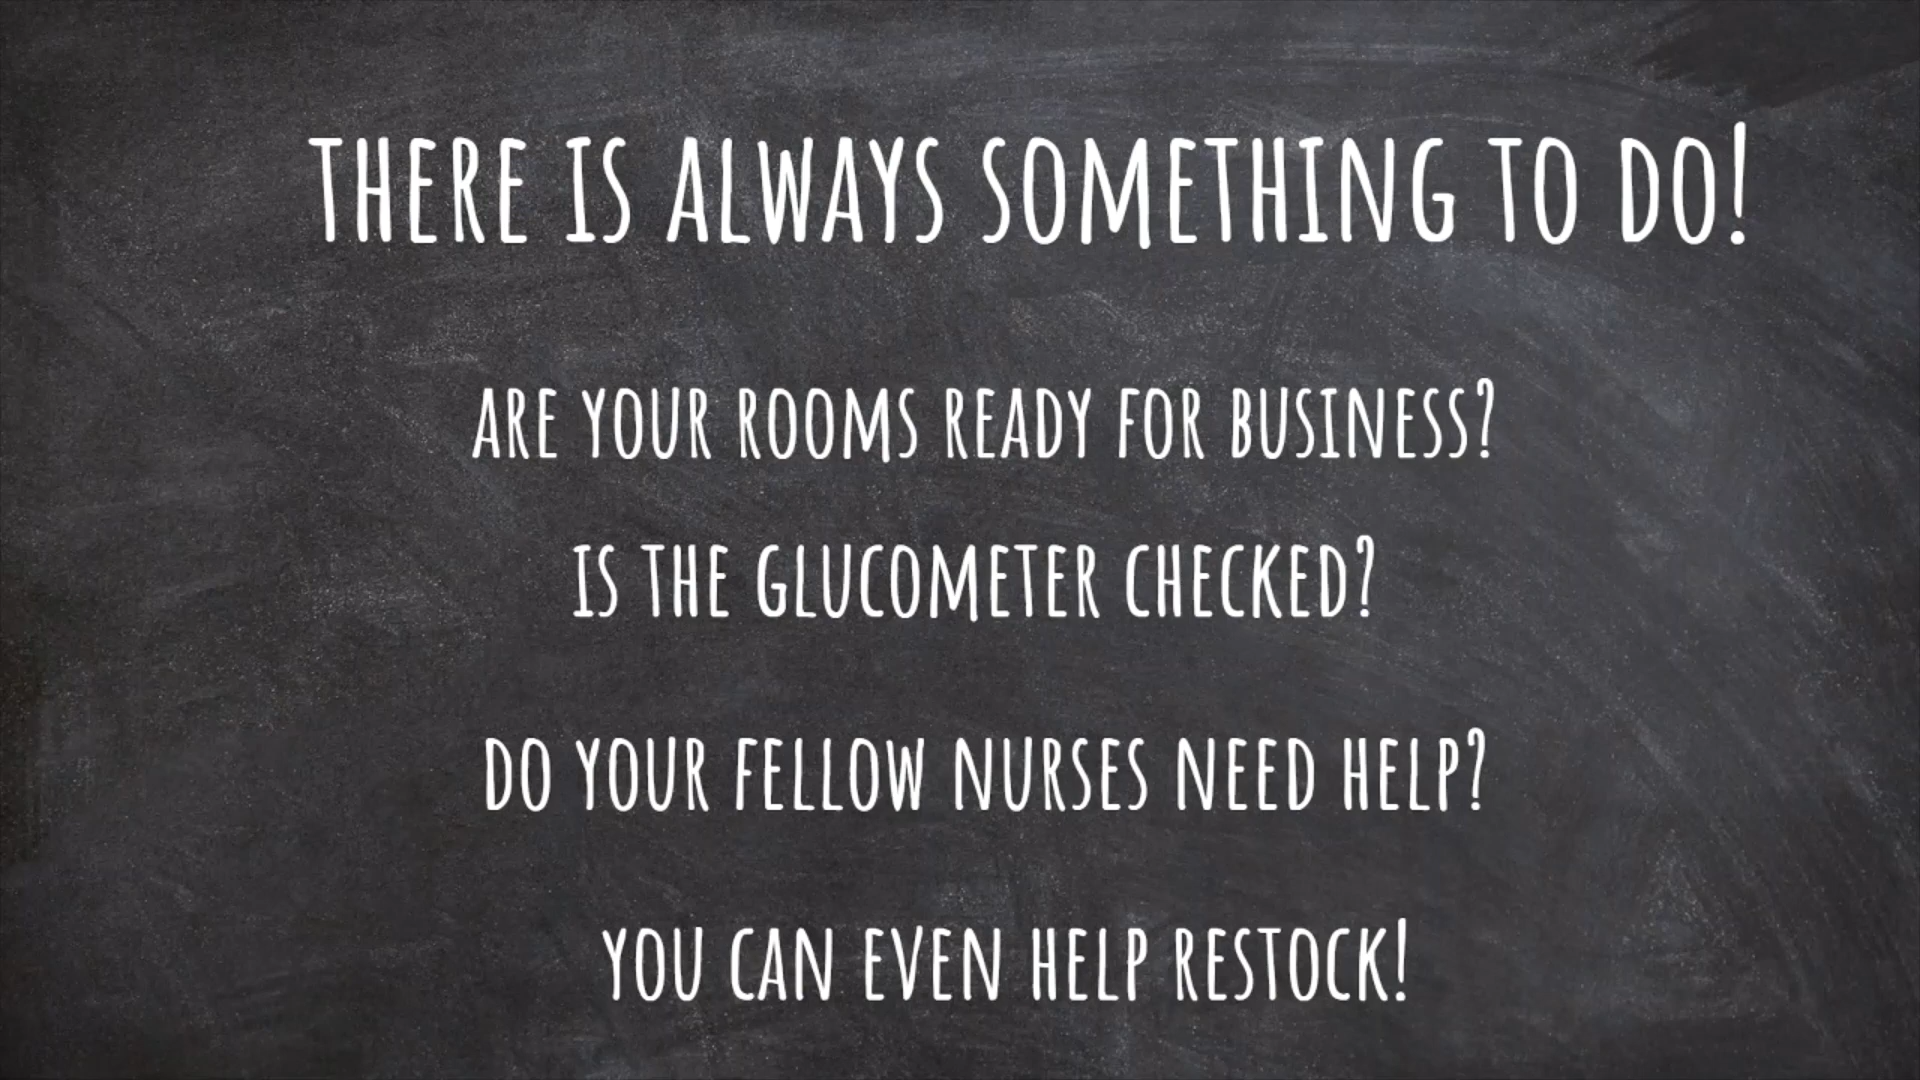 THERE IS ALWAYS SOMETHING TO DO!
ARE YOUR ROOMS READY FOR BUSINESS?
IS THE GLUCOMETER CHECKED?
DO YOUR FELLOW NURSES NEED HELP?
YOU CAN EVEN HELP RESTOCK!